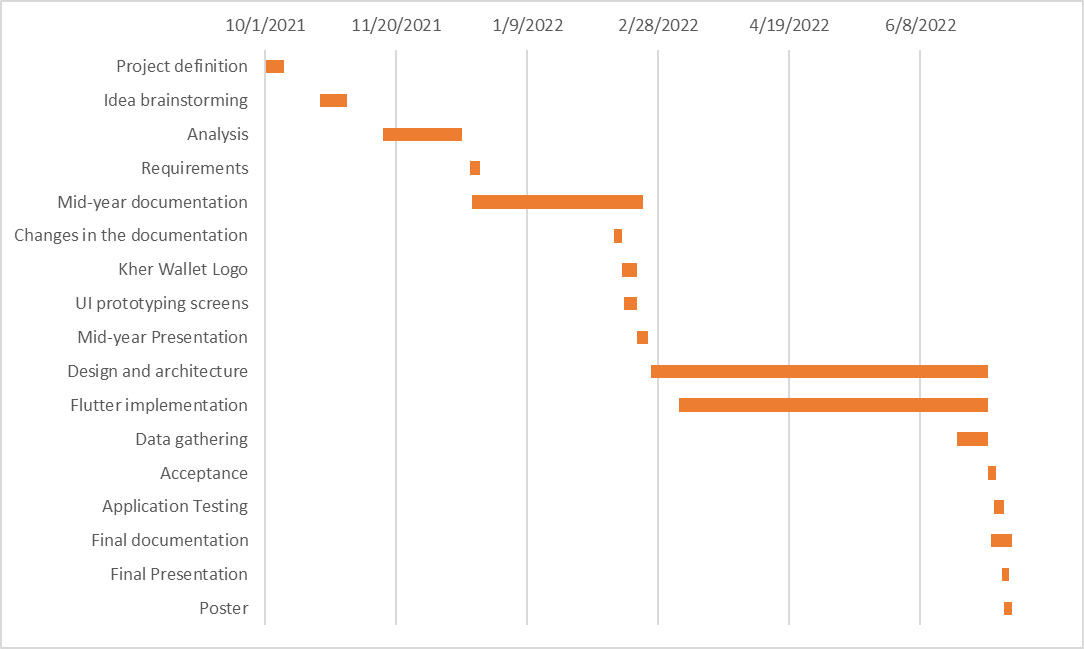 10/1/2021 11/20/2021 1/9/2022 2/28/2022 4/19/2022 6/8/2022
Project definition
Idea brainstorming
Analysis
Requirements
Mid-year documentation
Changes in the documentation
Kher Wallet Logo
UI prototyping screens
Mid-year Presentation
Design and architecture
Flutter implementation
Data gathering
Acceptance
Application Testing
Final documentation
Final Presentation
Poster